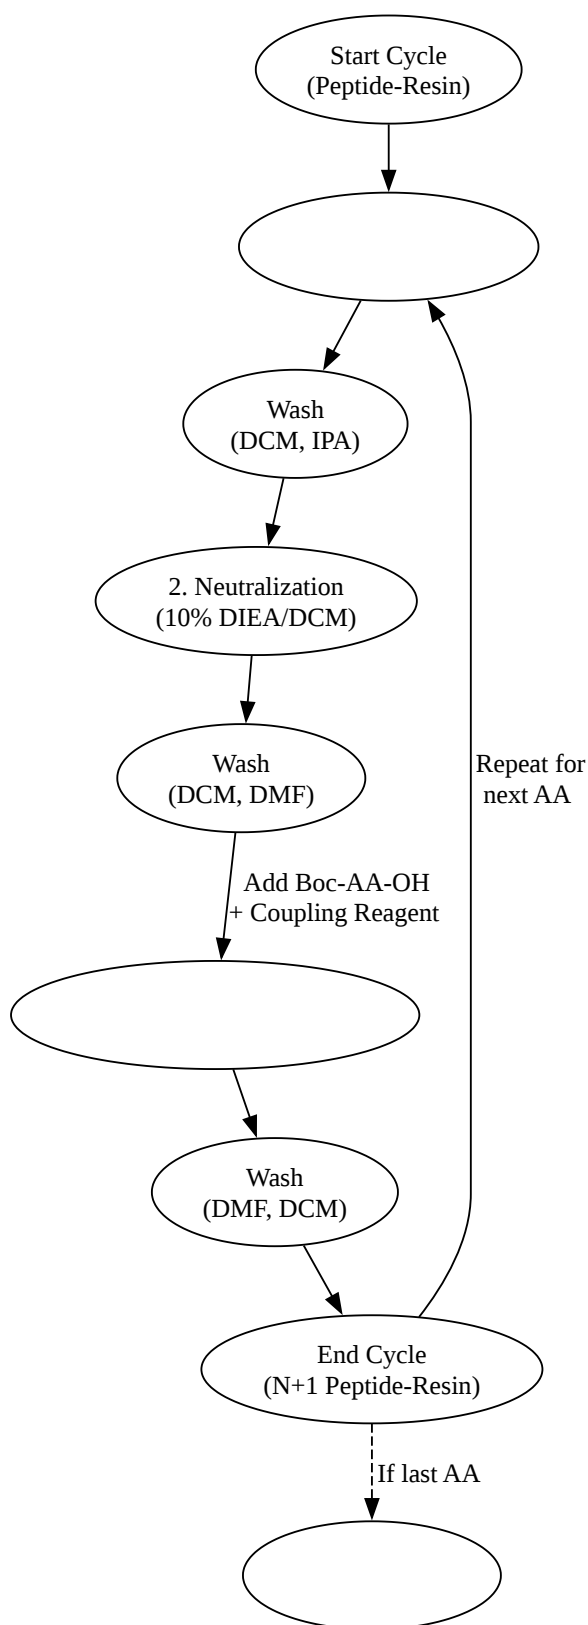 Start Cycle
(Peptide-Resin)
Wash
(DCM, IPA)
2. Neutralization
(10% DIEA/DCM)
Wash
(DCM, DMF)
Repeat for
next AA
Add Boc-AA-OH
+ Coupling Reagent
Wash
(DMF, DCM)
End Cycle
(N+1 Peptide-Resin)
If last AA